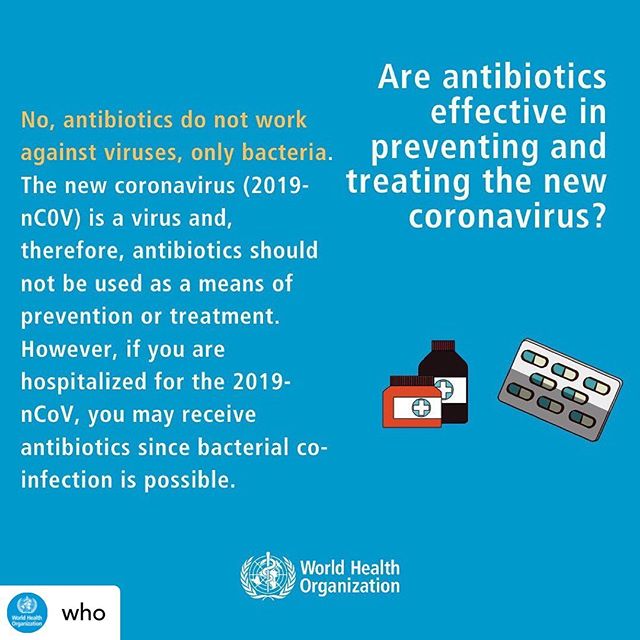 Are antibiotics
effective in
preventing and
treating the new
coronavirus?
No, antibiotics do not work
against viruses, only bacteria.
The new coronavirus (2019-
nC0V) is a virus and,
therefore, antibiotics should
not be used as a means of
prevention or treatment.
However, if you are
hospitalized for the 2019-
nCoV, you may receive
antibiotics since bacterial co-
infection is possible.
World Health
Organization
World Health
Organization
who